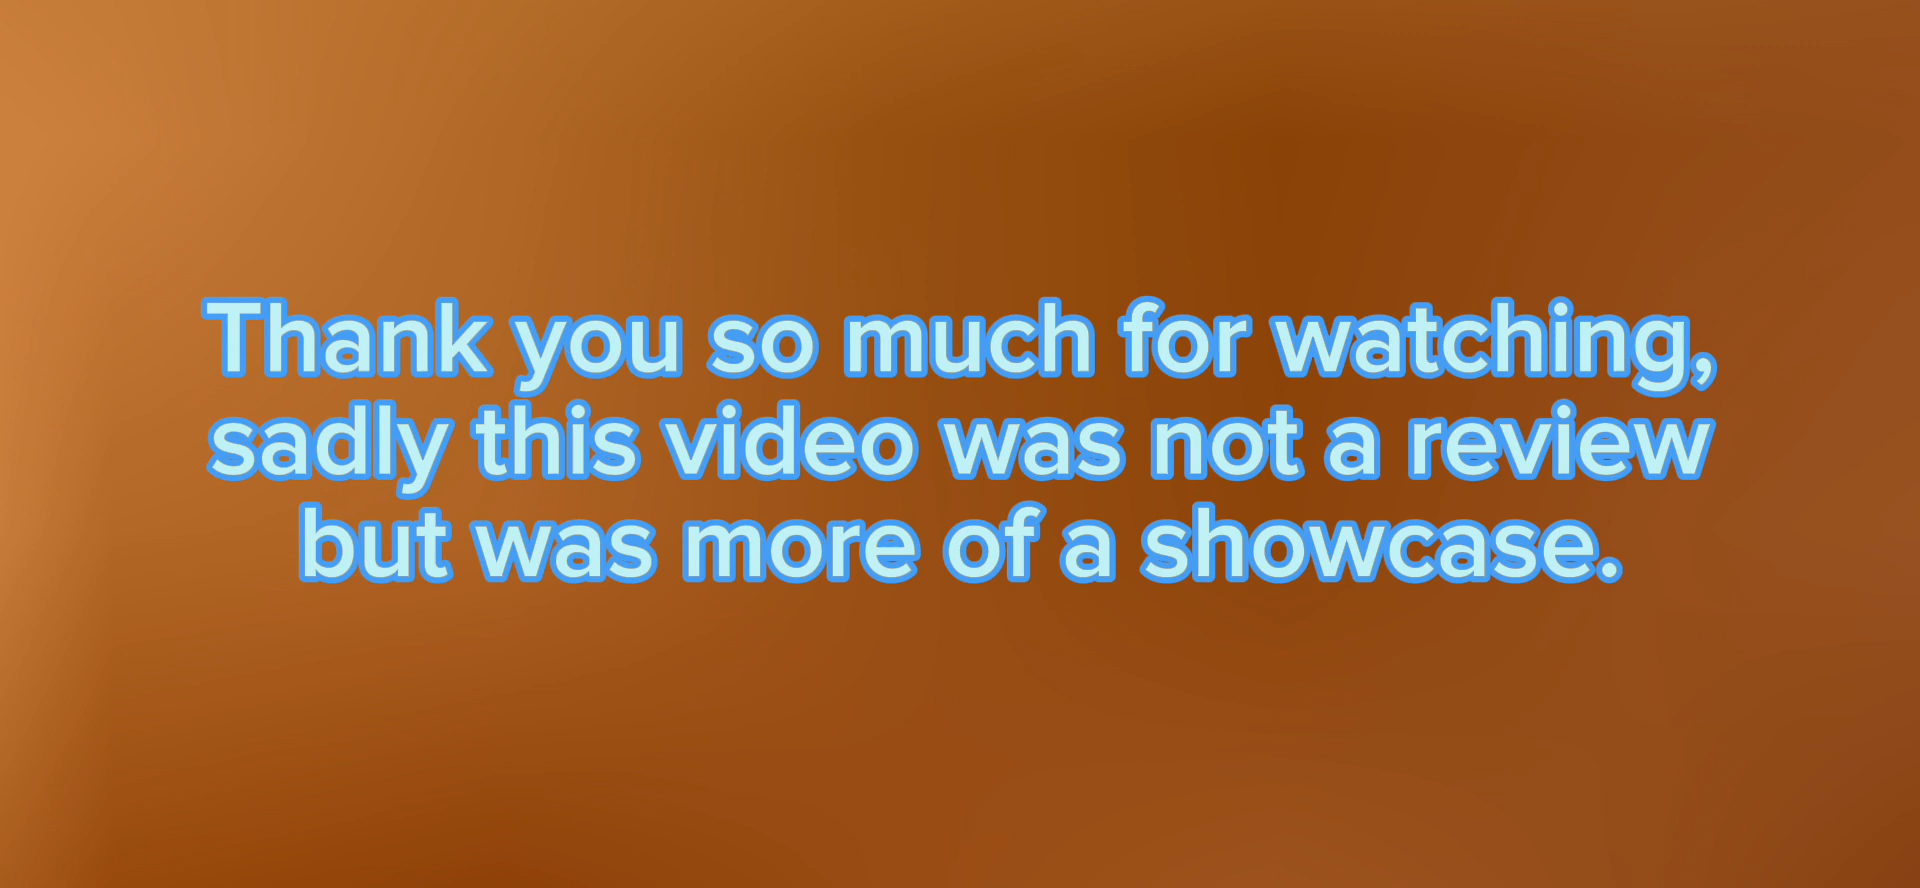 Thank you so much for watching,
sadly this video was not a review
but was more of a showcase.